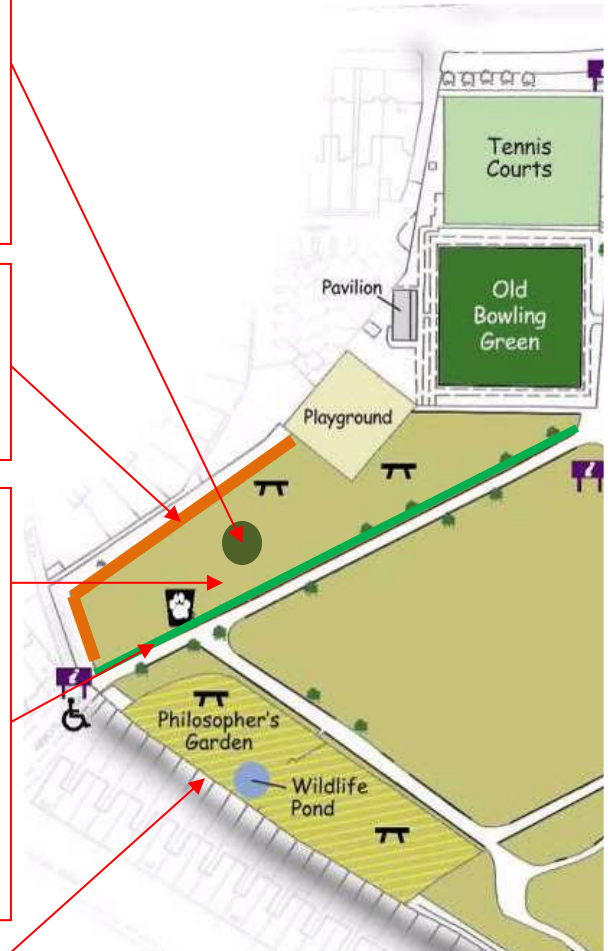 Tennis
Courts
Pavilion
Old
Bowling
Green
Playground
i
i
Philosopher's
Garden
Wildlife
Pond